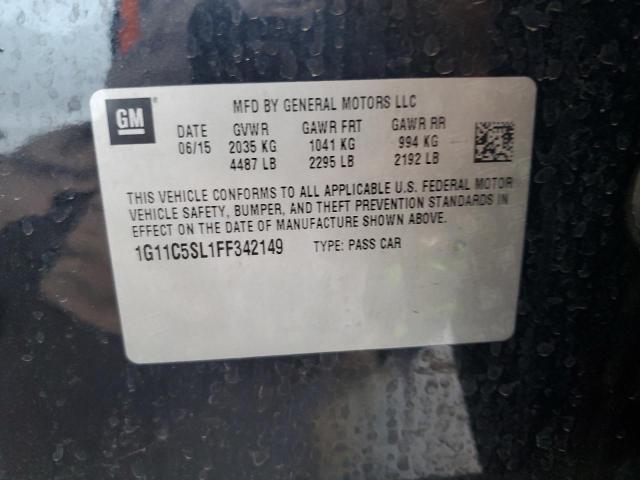 GM
MFD BY GENERAL MOTORS LLC
DATE GVWR GAWR FRT GAWR RR
06/15 2035 KG 1041 KG 994 KG
4487 LB 2295 LB 2192 LB
THIS VEHICLE CONFORMS TO ALL APPLICABLE U.S. FEDERAL MOTOR
VEHICLE SAFETY, BUMPER, AND THEFT PREVENTION STANDARDS IN
EFFECT ON THE DATE OF MANUFACTURE SHOWN ABOVE.
1G11C5SL1FF342149 TYPE: PASS CAR